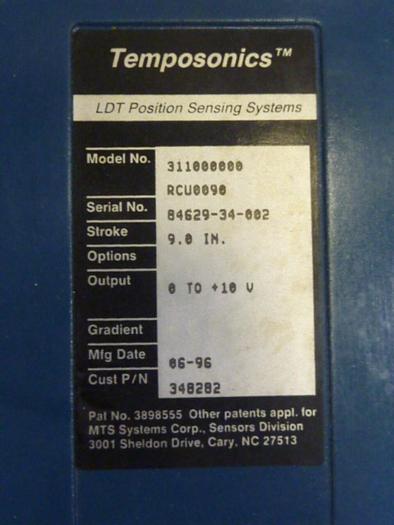 Temposonics™
LDT Position Sensing Systems
Model No. 311000000
RCU0090
Serial No. 84629-34-002
Stroke 9.0 IN.
Options
Output 0 TO +10 V
Gradient
Mfg Date 06-96
Cust P/N 348282
Pat No. 3898555 Other patents appl. for
MTS Systems Corp., Sensors Division
3001 Sheldon Drive, Cary, NC 27513